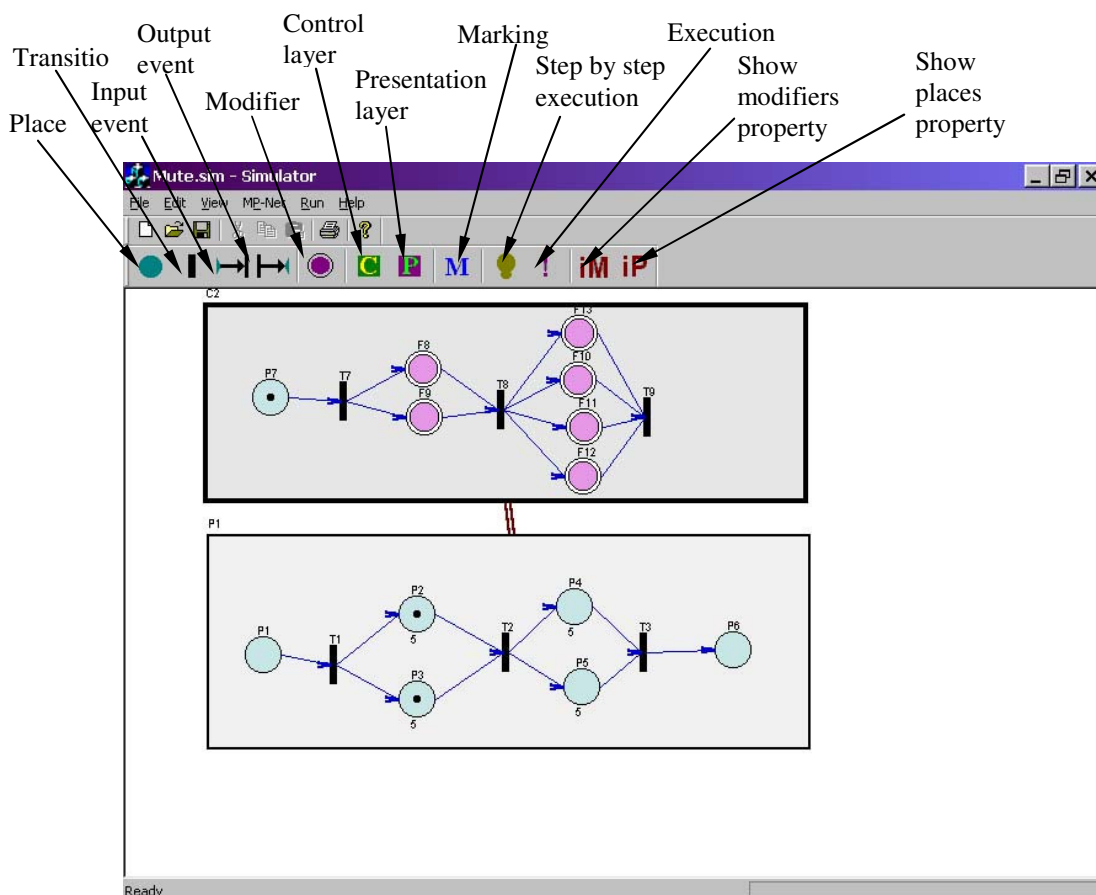 Transitio
Output
event
Control
layer
Marking
Execution
Input
event
Modifier
Presentation
layer
Step by step
execution
Show
modifiers
property
Show
places
property
Place
Mute.sim - Simulator
File Edit View MP-Net Run Help
C P M ! iM iP
C2
F13
F8
F10
P7
T7
T8
T9
F9
F11
F12
P1
P2
P4
P1
T1
5
T2
5
T3
P6
P3
P5
5
5
Ready